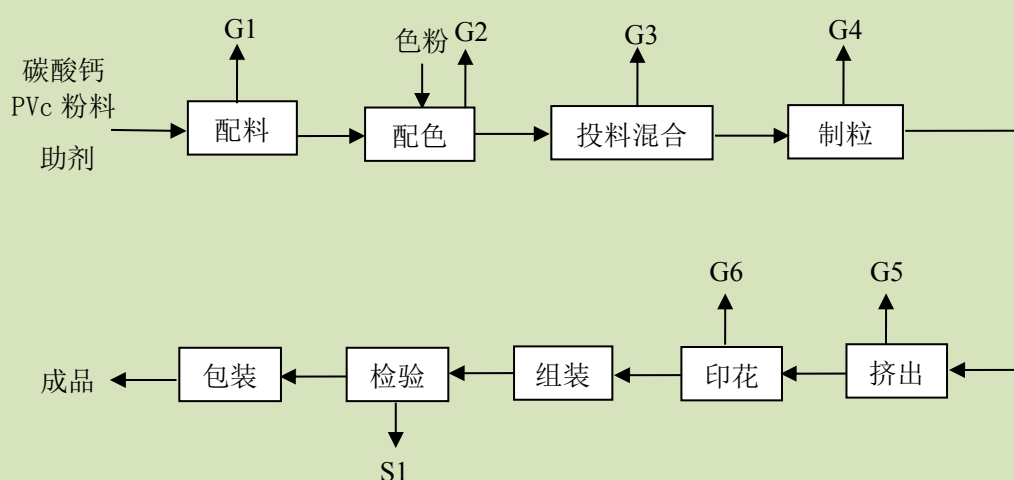 G1
色粉
G2
G3
G4
碳酸钙
PVc 粉料
助剂
配料
配色
投料混合
制粒
G6
G5
成品
包装
检验
组装
印花
挤出
S1